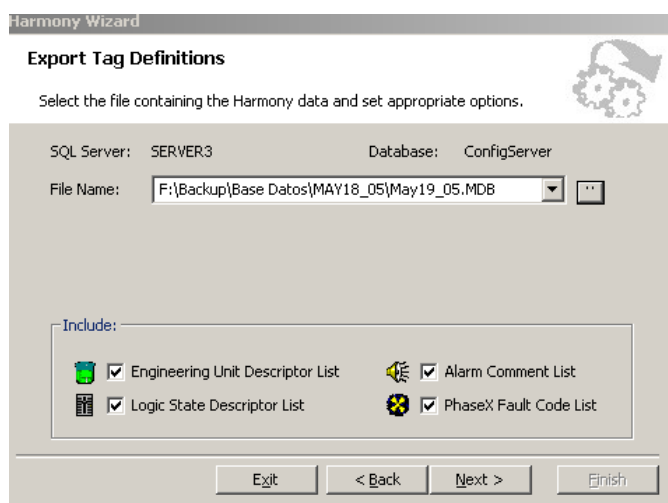 Harmony Wizard
Export Tag Definitions
Select the file containing the Harmony data and set appropriate options.
SQL Server: SERVER3 Database: ConfigServer
File Name: F:\Backup\Base Datos\MAY18_05\May19_05.MDB ..
Include:
Engineering Unit Descriptor List Alarm Comment List
Logic State Descriptor List PhaseX Fault Code List
Exit < Back Next > Finish